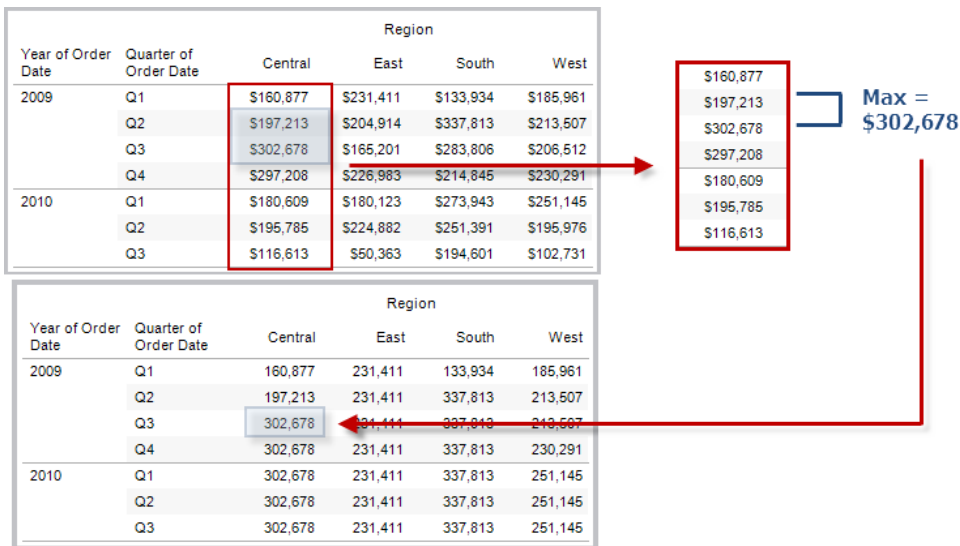 Region
Year of Order Date Quarter of Order Date Central East South West
2009 Q1 $160,877 $231,411 $133,934 $185,961
Q2 $197,213 $204,914 $337,813 $213,507
Q3 $302,678 $165,201 $283,806 $206,512
Q4 $297,208 $226,983 $214,845 $230,291
2010 Q1 $180,609 $180,123 $273,943 $251,145
Q2 $195,785 $224,882 $251,391 $195,976
Q3 $116,613 $50,363 $194,601 $102,731
$160,877
$197,213
$302,678
$297,208
$180,609
$195,785
$116,613
Max =
$302,678
Region
Year of Order Date Quarter of Order Date Central East South West
2009 Q1 160,877 231,411 133,934 185,961
Q2 197,213 231,411 337,813 213,507
Q3 302,678 231,411 337,813 213,507
Q4 302,678 231,411 337,813 230,291
2010 Q1 302,678 231,411 337,813 251,145
Q2 302,678 231,411 337,813 251,145
Q3 302,678 231,411 337,813 251,145